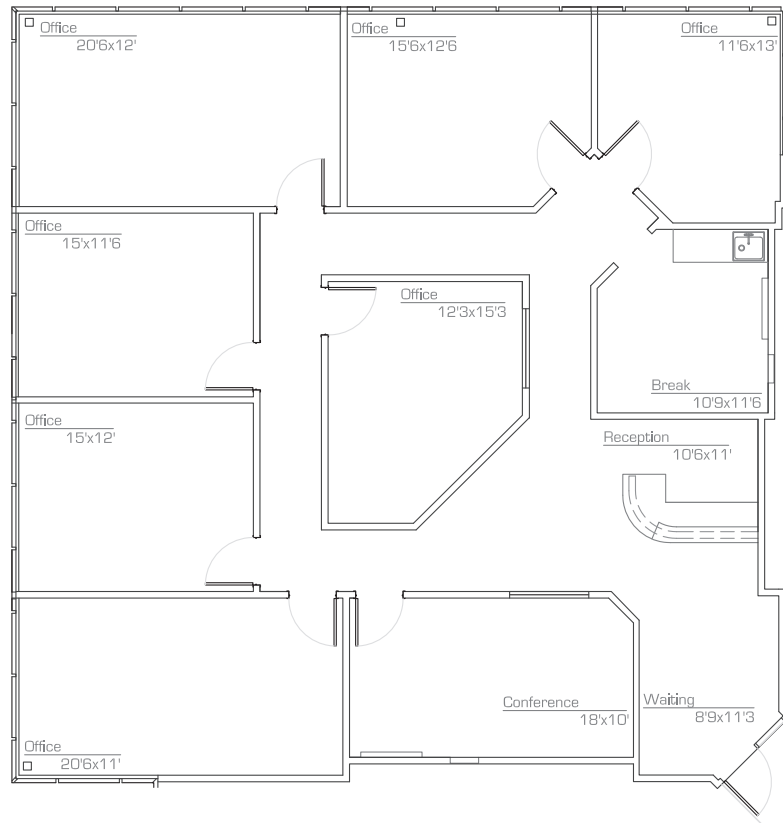 Office
20'6x12'
Office
15'6x12'6
Office
11'6x13'
Office
15'x11'6
Office
12'3x15'3
Break
10'9x11'6
Office
15'x12'
Reception
10'6x11'
Conference
18'x10'
Waiting
8'9x11'3
Office
20'6x11'